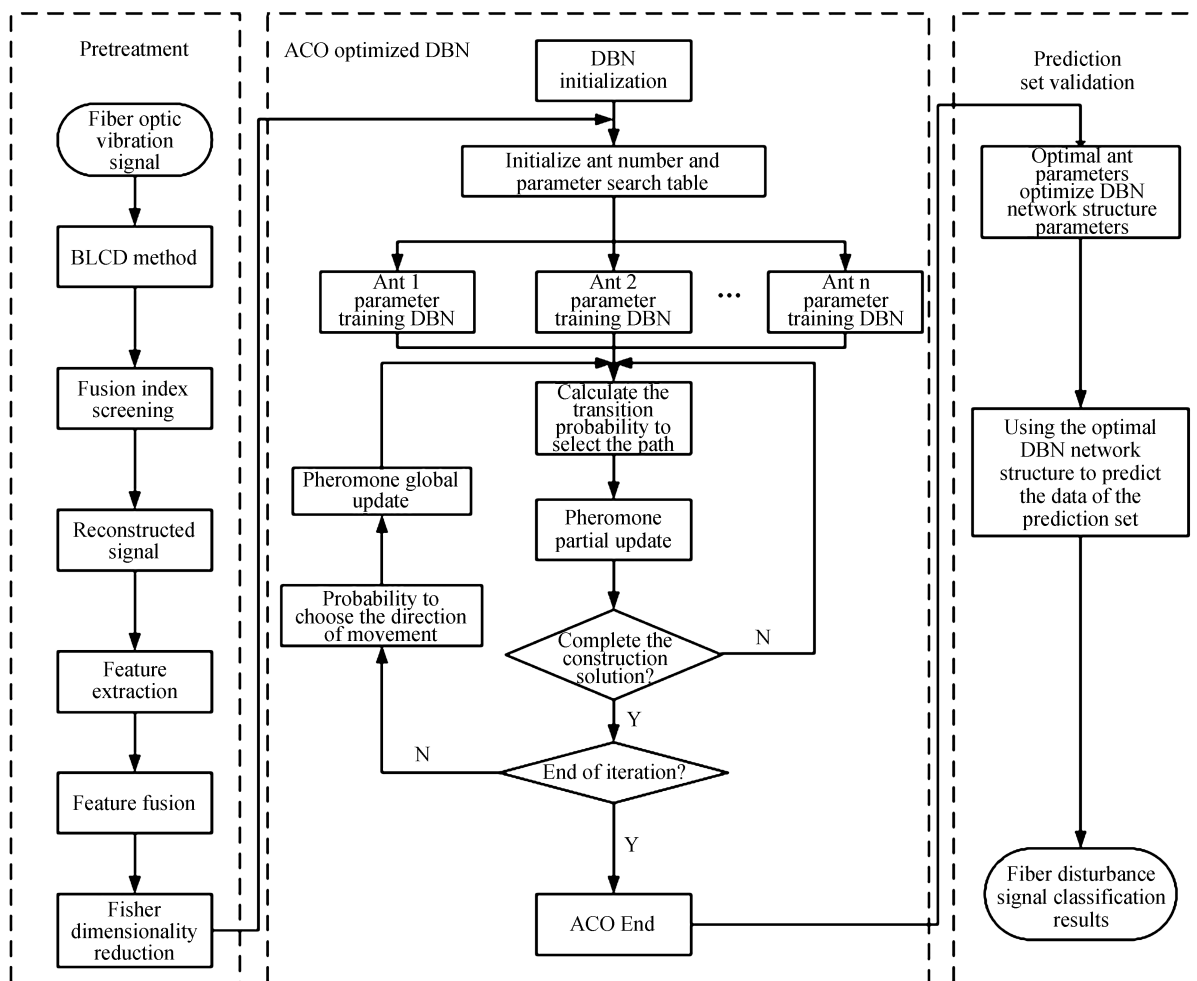 Pretreatment
Fiber optic
vibration
signal
BLCD method
Fusion index
screening
Reconstructed
signal
Feature
extraction
Feature fusion
Fisher
dimensionality
reduction
ACO optimized DBN
DBN
initialization
Initialize ant number and
parameter search table
Ant 1
parameter
training DBN
Ant 2
parameter
training DBN
...
Ant n
parameter
training DBN
Calculate the
transition
probability to
select the path
Pheromone global
update
Pheromone
partial update
Probability to
choose the direction
of movement
Complete the
construction
solution?
N
Y
End of iteration?
N
Y
ACO End
Prediction
set validation
Optimal ant
parameters
optimize DBN
network structure
parameters
Using the optimal
DBN network
structure to predict
the data of the
prediction set
Fiber disturbance
signal classification
results